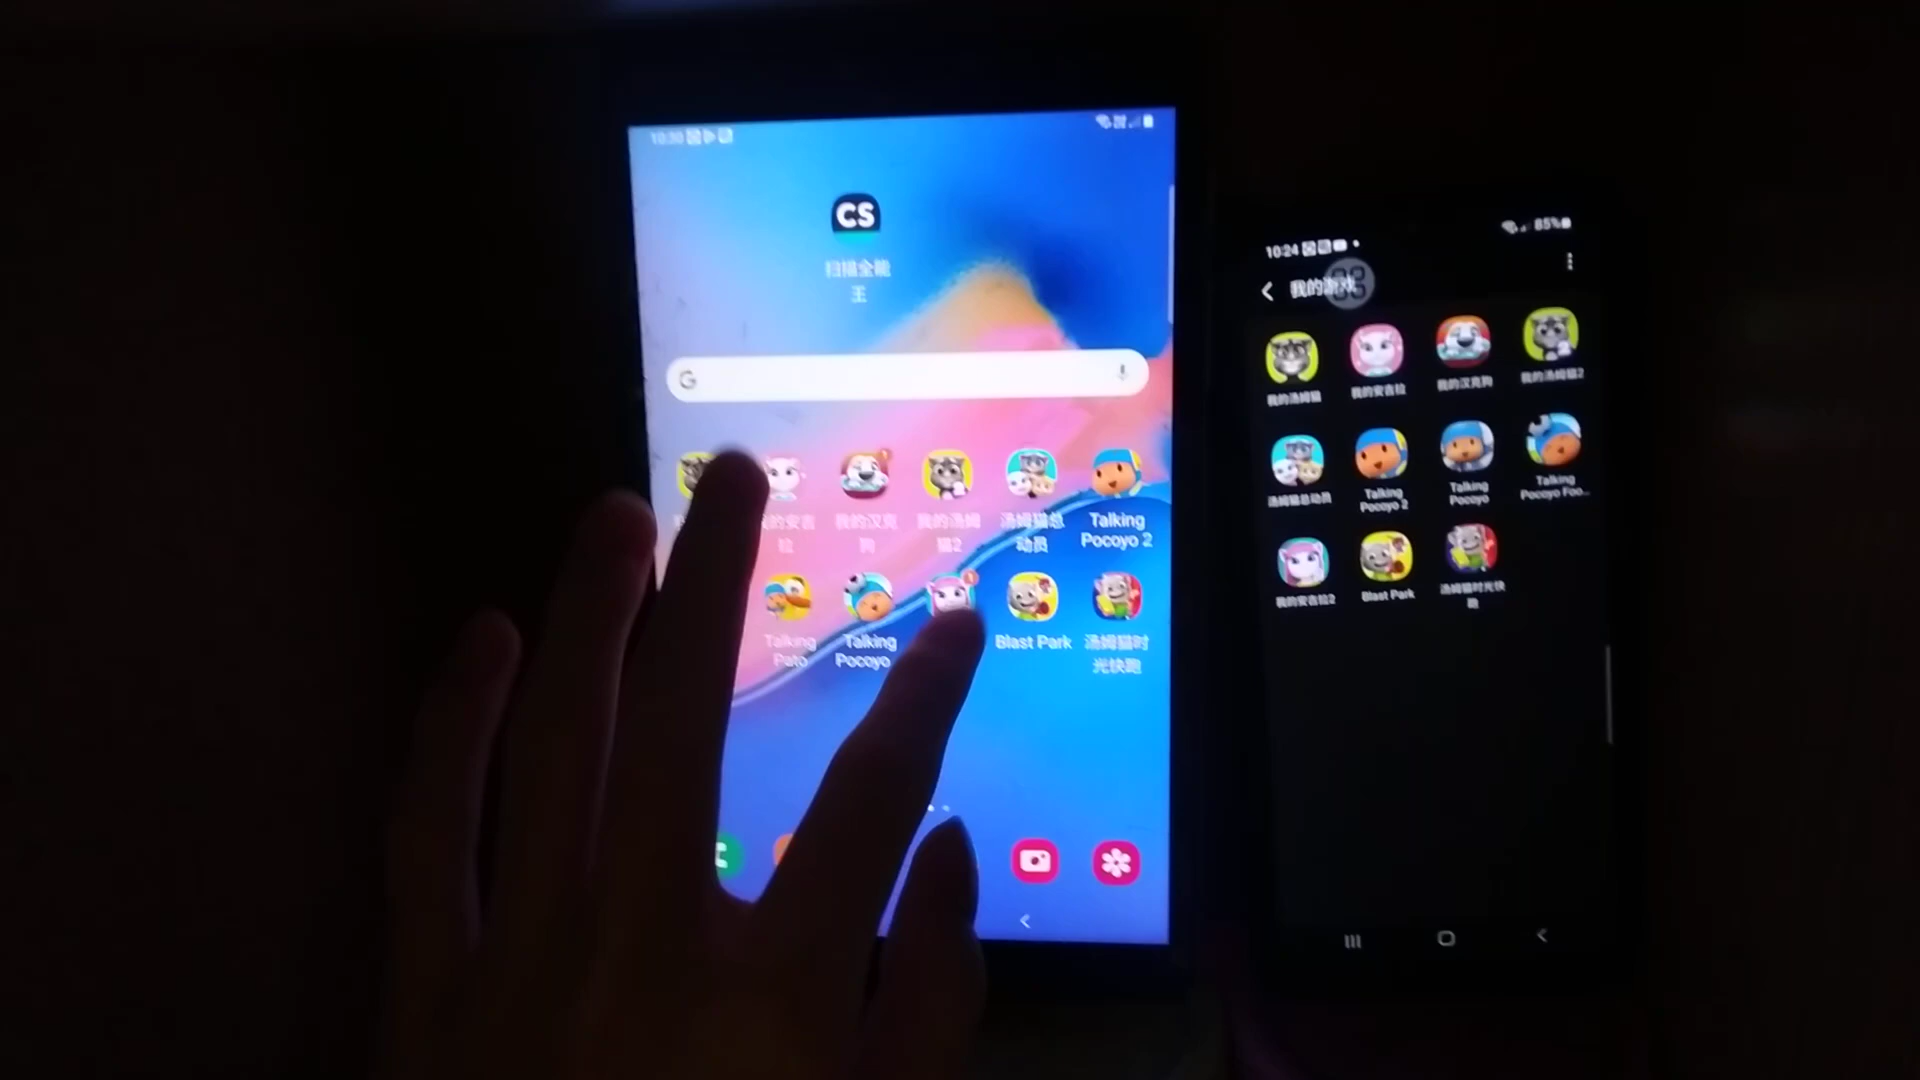 10:30
CS
扫描全能
王
G
我的安吉
拉
我的汉克
狗
我的汤姆
猫2
汤姆猫总
动员
Talking
Pocoyo 2
Talking
Pato
Talking
Pocoyo
1
Blast Park
汤姆猫时
光快跑
10:24
85%
我的游戏
我的汤姆猫
我的安吉拉
我的汉克狗
我的汤姆猫2
汤姆猫总动员
Talking
Pocoyo 2
Talking
Pocoyo
Talking
Pocoyo Foo...
我的安吉拉2
Blast Park
汤姆猫时光快
跑